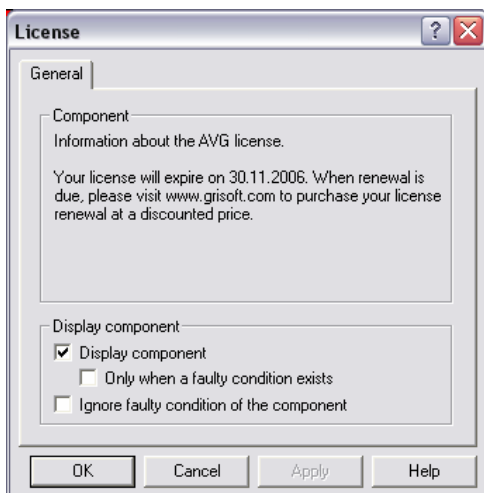 License
General
Component
Information about the AVG license.
Your license will expire on 30.11.2006. When renewal is
due, please visit www.grisoft.com to purchase your license
renewal at a discounted price.
Display component
Display component
Only when a faulty condition exists
Ignore faulty condition of the component
OK Cancel Apply Help